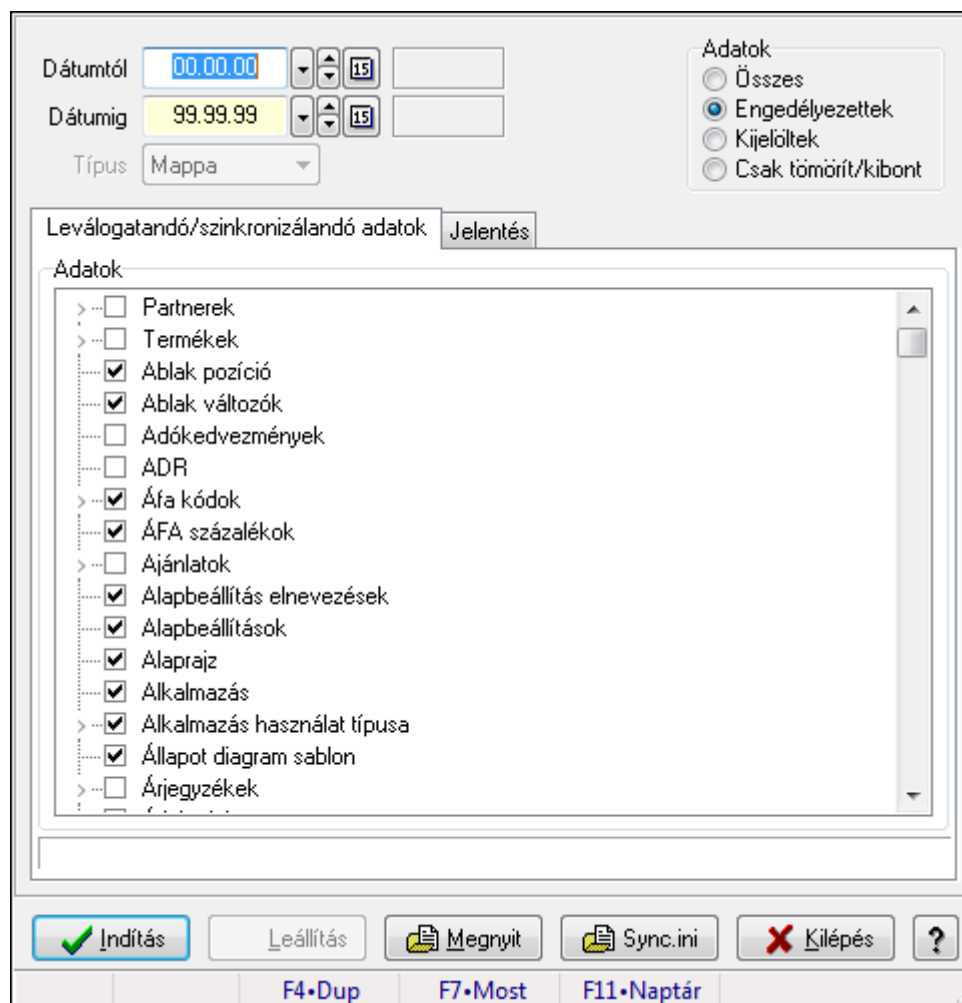 Dátumtól 00.00.00 15
Dátumig 99.99.99 15
Típus Mappa
Adatok
Összes
Engedélyezettek
Kijelöltek
Csak tömörít/kibont
Leválogatandó/szinkronizálandó adatok Jelentés
Adatok
Partnerek
Termékek
Ablak pozíció
Ablak változók
Adókedvezmények
ADR
Áfa kódok
ÁFA százalékok
Ajánlatok
Alapbeállítás elnevezések
Alapbeállítások
Alaprajz
Alkalmazás
Alkalmazás használat típusa
Állapot diagram sablon
Árjegyzékek
Indítás Leállítás Megnyit Sync.ini Kilépés ?
F4•Dup F7•Most F11•Naptár